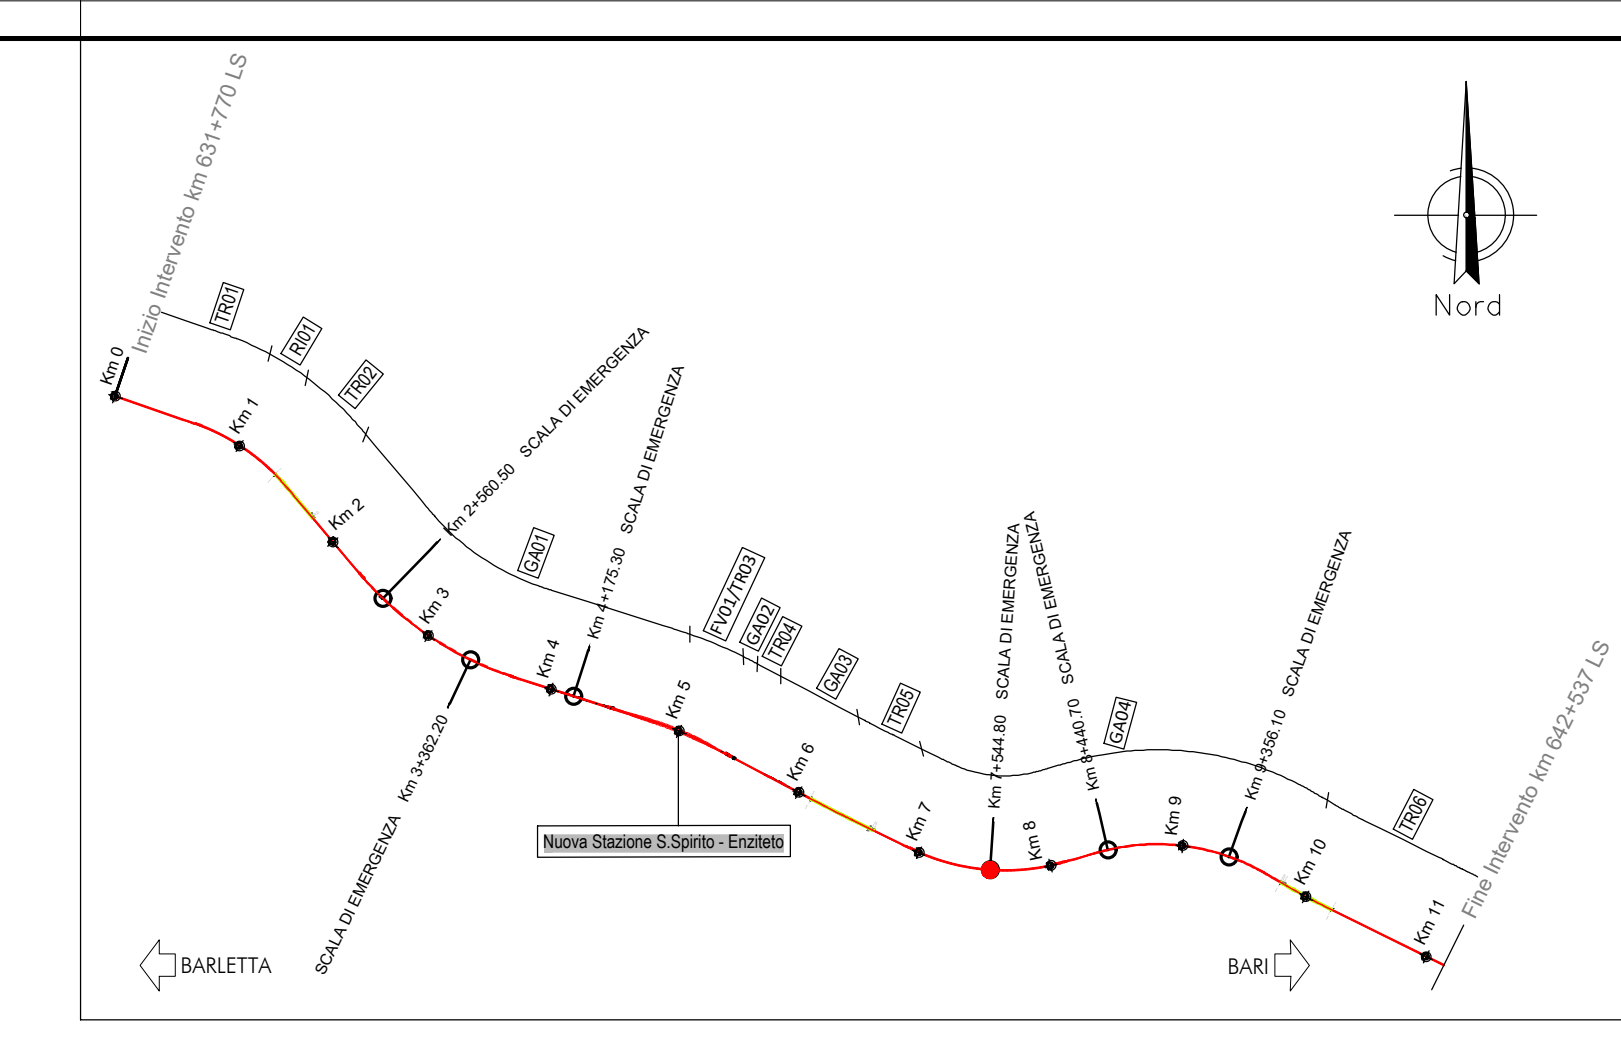 Inizio Intervento km 631+770 LS
Nord
TR01
RI01
TR02
Km 0
Km 1
Km 2
Km 2+560.50 SCALA DI EMERGENZA
Km 3
GA01
Km 4+175.30 SCALA DI EMERGENZA
Km 4
SCALA DI EMERGENZA Km 3+362.20
FV01/TR03
GA02
TR04
GA03
TR05
Km 5
Nuova Stazione S.Spirito - Enziteto
Km 6
Km 7
Km 7+544.80 SCALA DI EMERGENZA
Km 8
Km 8+440.70 SCALA DI EMERGENZA
GA04
Km 9
Km 9+356.10 SCALA DI EMERGENZA
Km 10
TR06
Km 11
Fine Intervento km 642+537 LS
BARLETTA
BARI